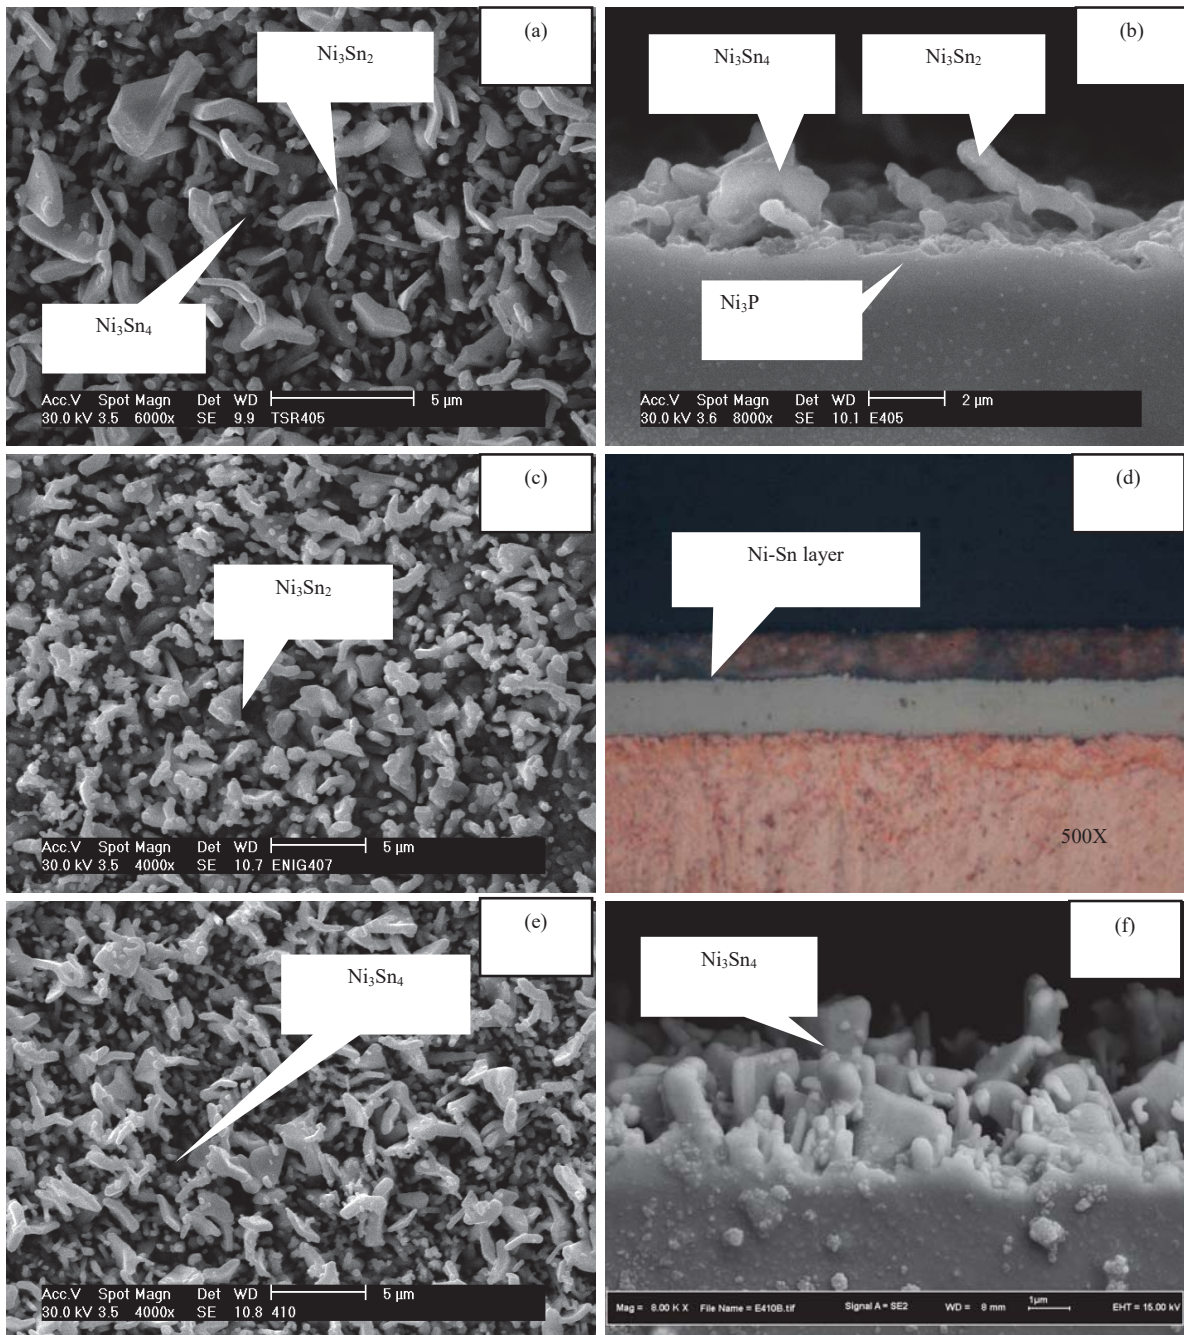 (a)
Ni₃Sn₂
Ni₃Sn₄
Acc.V Spot Magn Det WD 5 µm
30.0 kV 3.5 6000x SE 9.9 TSR405
(b)
Ni₃Sn₄
Ni₃Sn₂
Ni₃P
Acc.V Spot Magn Det WD 2 µm
30.0 kV 3.6 8000x SE 10.1 E405
(c)
Ni₃Sn₂
Acc.V Spot Magn Det WD 5 µm
30.0 kV 3.5 4000x SE 10.7 ENIG407
(d)
Ni-Sn layer
500X
(e)
Ni₃Sn₄
Acc.V Spot Magn Det WD 5 µm
30.0 kV 3.5 4000x SE 10.8 410
(f)
Ni₃Sn₄
Mag = 8.00 K X File Name = E410B.tif Signal A = SE2 WD = 8 mm 1µm EHT = 15.00 kV